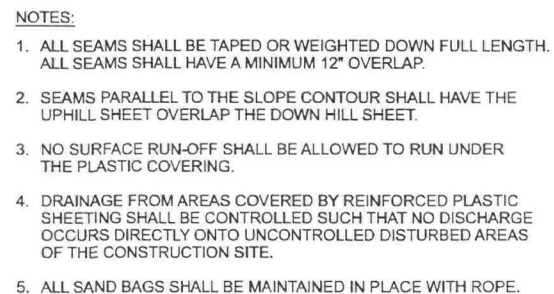 NOTES:
1. ALL SEAMS SHALL BE TAPED OR WEIGHTED DOWN FULL LENGTH.
ALL SEAMS SHALL HAVE A MINIMUM 12" OVERLAP.
2. SEAMS PARALLEL TO THE SLOPE CONTOUR SHALL HAVE THE
UPHILL SHEET OVERLAP THE DOWN HILL SHEET.
3. NO SURFACE RUN-OFF SHALL BE ALLOWED TO RUN UNDER
THE PLASTIC COVERING.
4. DRAINAGE FROM AREAS COVERED BY REINFORCED PLASTIC
SHEETING SHALL BE CONTROLLED SUCH THAT NO DISCHARGE
OCCURS DIRECTLY ONTO UNCONTROLLED DISTURBED AREAS
OF THE CONSTRUCTION SITE.
5. ALL SAND BAGS SHALL BE MAINTAINED IN PLACE WITH ROPE.